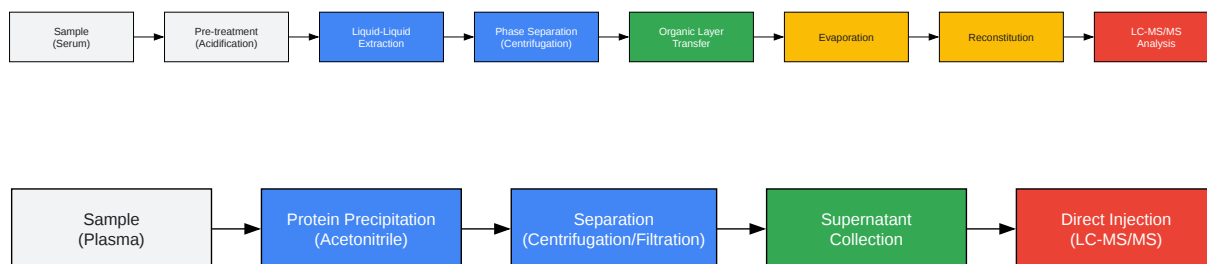 Sample
(Serum)
Pre-treatment
(Acidification)
Liquid-Liquid
Extraction
Phase Separation
(Centrifugation)
Organic Layer
Transfer
Evaporation
Reconstitution
LC-MS/MS
Analysis
Sample
(Plasma)
Protein Precipitation
(Acetonitrile)
Separation
(Centrifugation/Filtration)
Supernatant
Collection
Direct Injection
(LC-MS/MS)